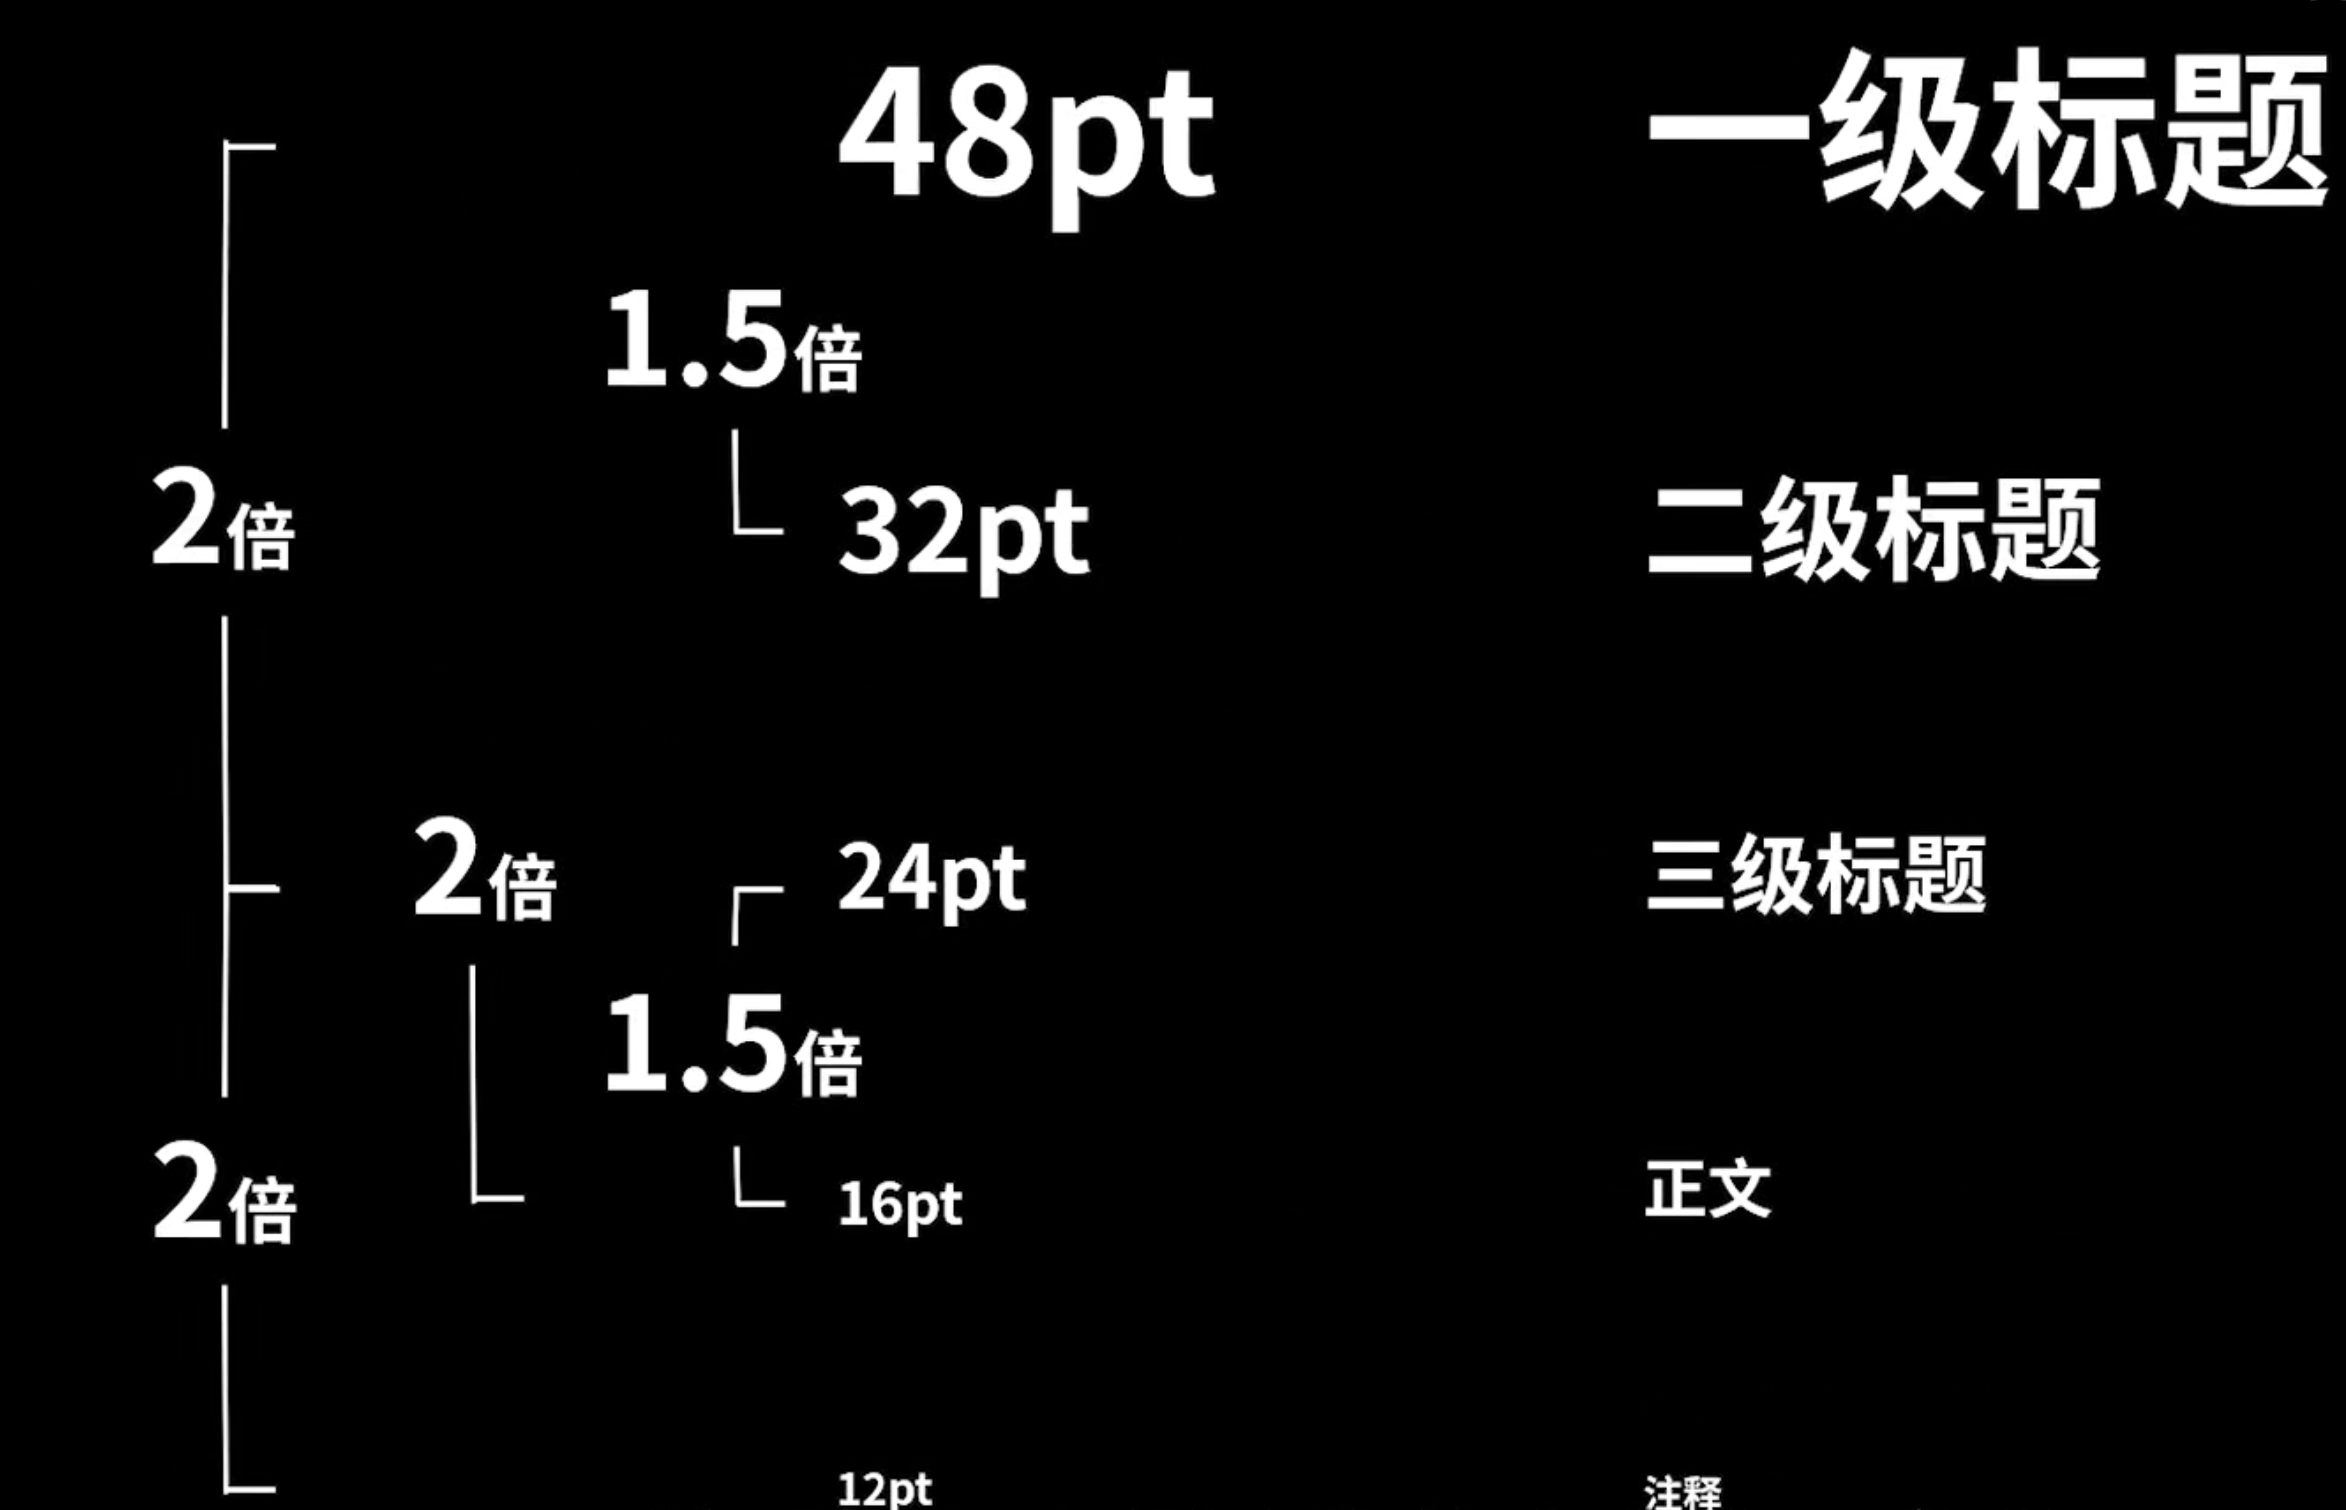 48pt 一级标题
1.5倍
2倍 32pt 二级标题
2倍 24pt 三级标题
1.5倍
2倍 16pt 正文
12pt 注释